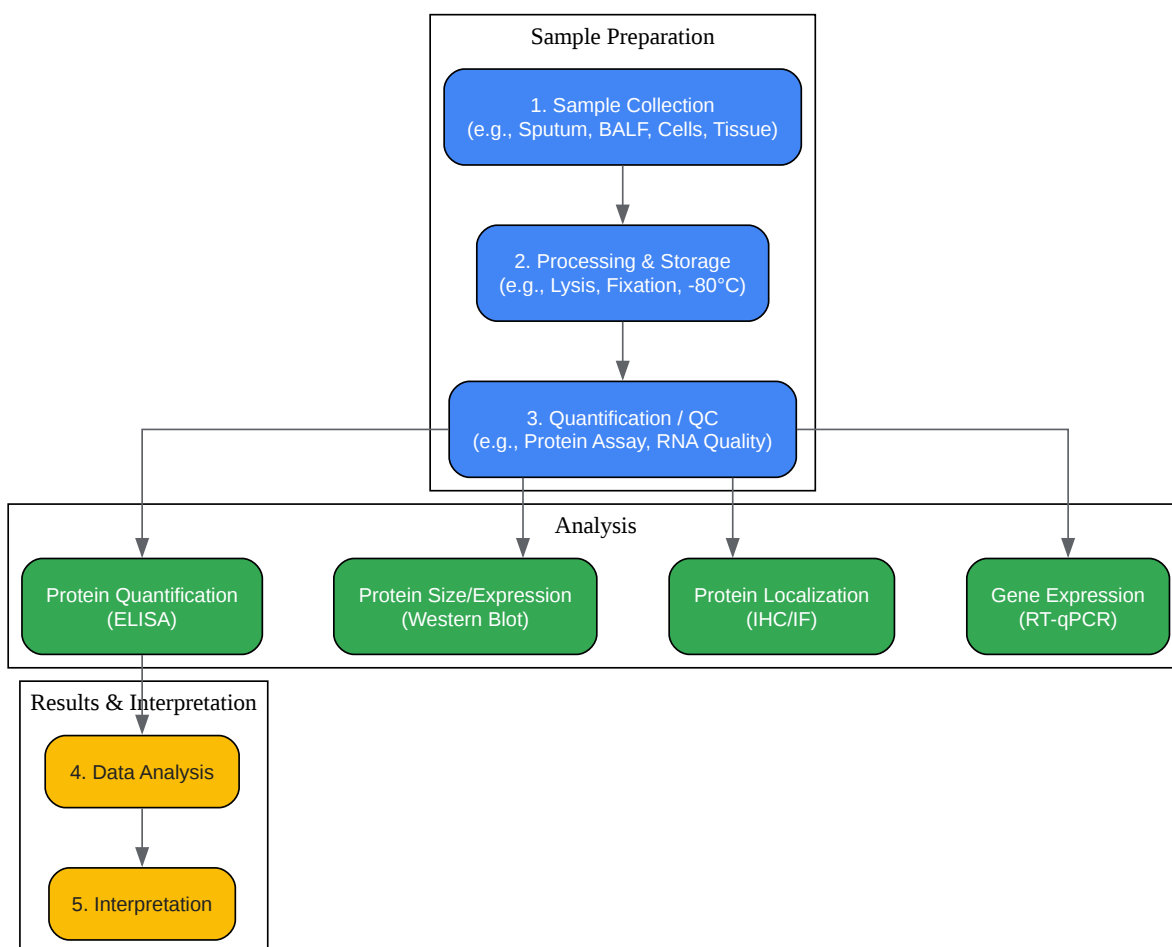 Sample Preparation
1. Sample Collection
(e.g., Sputum, BALF, Cells, Tissue)
2. Processing & Storage
(e.g., Lysis, Fixation, -80°C)
3. Quantification / QC
(e.g., Protein Assay, RNA Quality)
Analysis
Protein Quantification
(ELISA)
Protein Size/Expression
(Western Blot)
Protein Localization
(IHC/IF)
Gene Expression
(RT-qPCR)
Results & Interpretation
4. Data Analysis
5. Interpretation